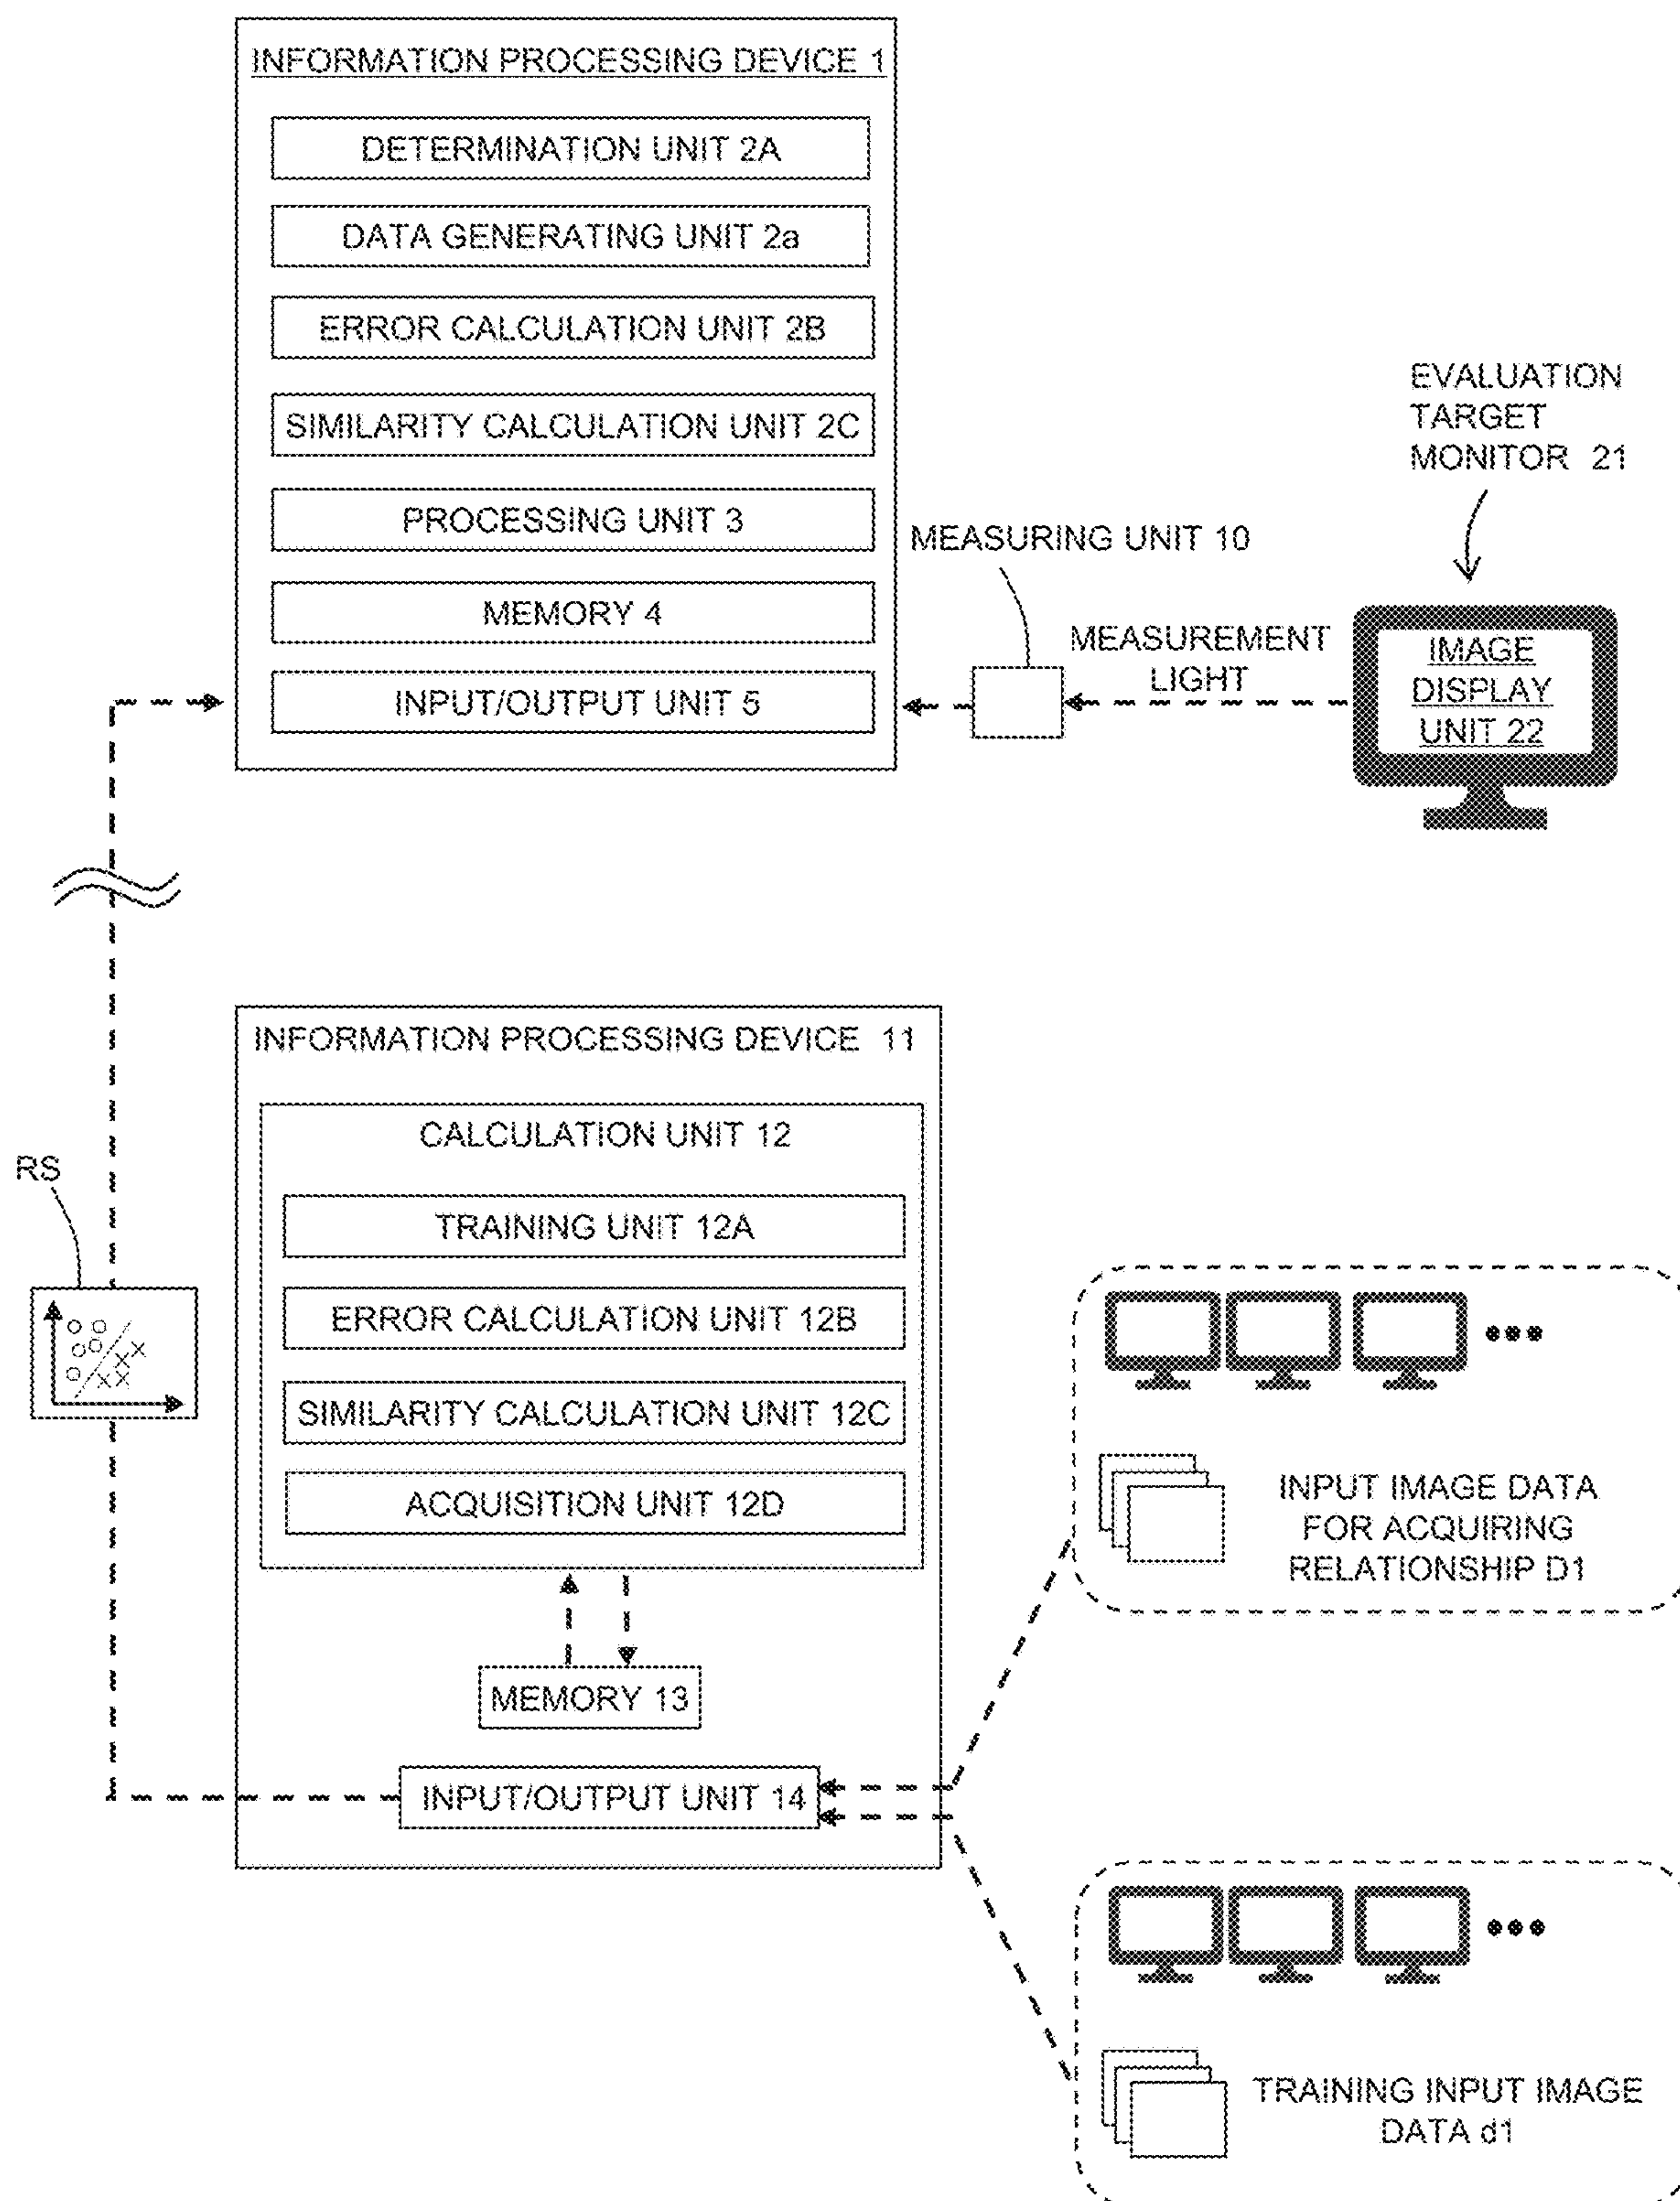 INFORMATION PROCESSING DEVICE 1
DETERMINATION UNIT 2A
DATA GENERATING UNIT 2a
ERROR CALCULATION UNIT 2B
SIMILARITY CALCULATION UNIT 2C
PROCESSING UNIT 3
MEMORY 4
INPUT/OUTPUT UNIT 5
MEASURING UNIT 10
MEASUREMENT
LIGHT
EVALUATION
TARGET
MONITOR 21
IMAGE
DISPLAY
UNIT 22
INFORMATION PROCESSING DEVICE 11
CALCULATION UNIT 12
TRAINING UNIT 12A
ERROR CALCULATION UNIT 12B
SIMILARITY CALCULATION UNIT 12C
ACQUISITION UNIT 12D
MEMORY 13
INPUT/OUTPUT UNIT 14
RS
INPUT IMAGE DATA
FOR ACQUIRING
RELATIONSHIP D1
TRAINING INPUT IMAGE
DATA d1